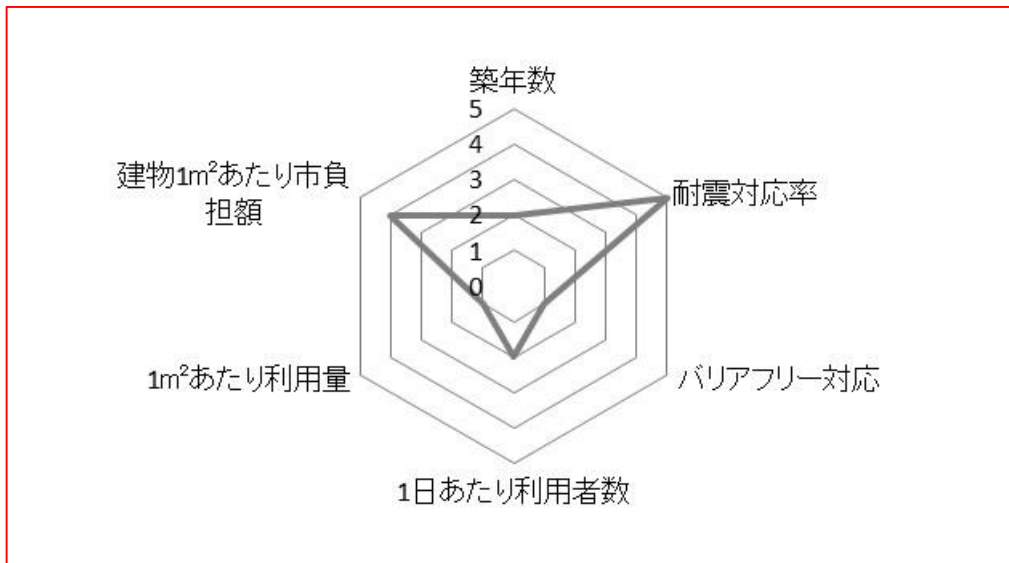 築年数
5
4
3
2
1
0
建物1m²あたり市負
担額
耐震対応率
1m²あたり利用量
バリアフリー対応
1日あたり利用者数